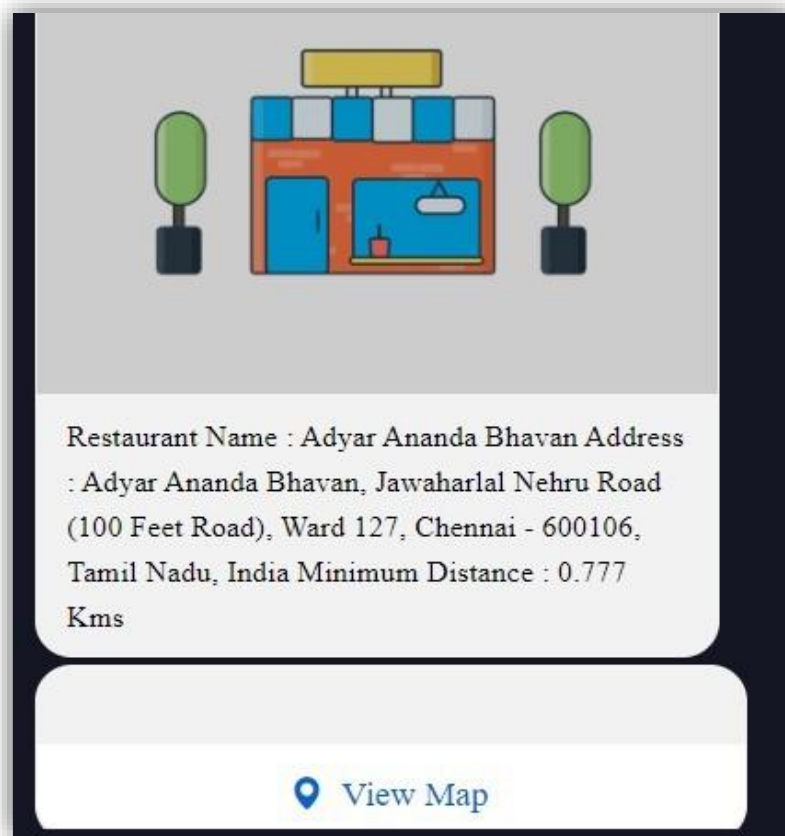 Restaurant Name : Adyar Ananda Bhavan Address
: Adyar Ananda Bhavan, Jawaharlal Nehru Road
(100 Feet Road), Ward 127, Chennai - 600106,
Tamil Nadu, India Minimum Distance : 0.777
Kms
View Map